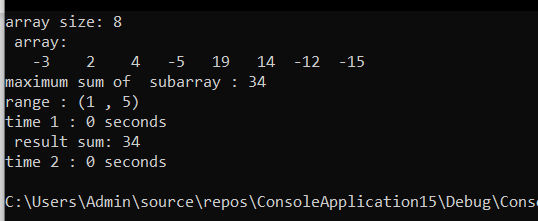 array size: 8
array:
-3 2 4 -5 19 14 -12 -15
maximum sum of  subarray : 34
range : (1 , 5)
time 1 : 0 seconds
result sum: 34
time 2 : 0 seconds
C:\Users\Admin\source\repos\ConsoleApplication15\Debug\Cons